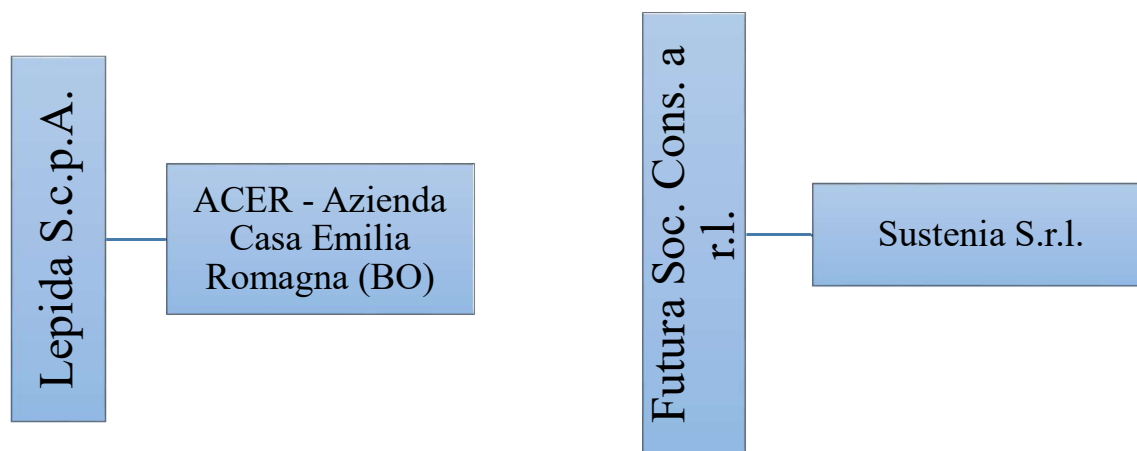 Lepida S.c.p.A.
ACER - Azienda
Casa Emilia
Romagna (BO)
Futura Soc. Cons. a
r.l.
Sustenia S.r.l.